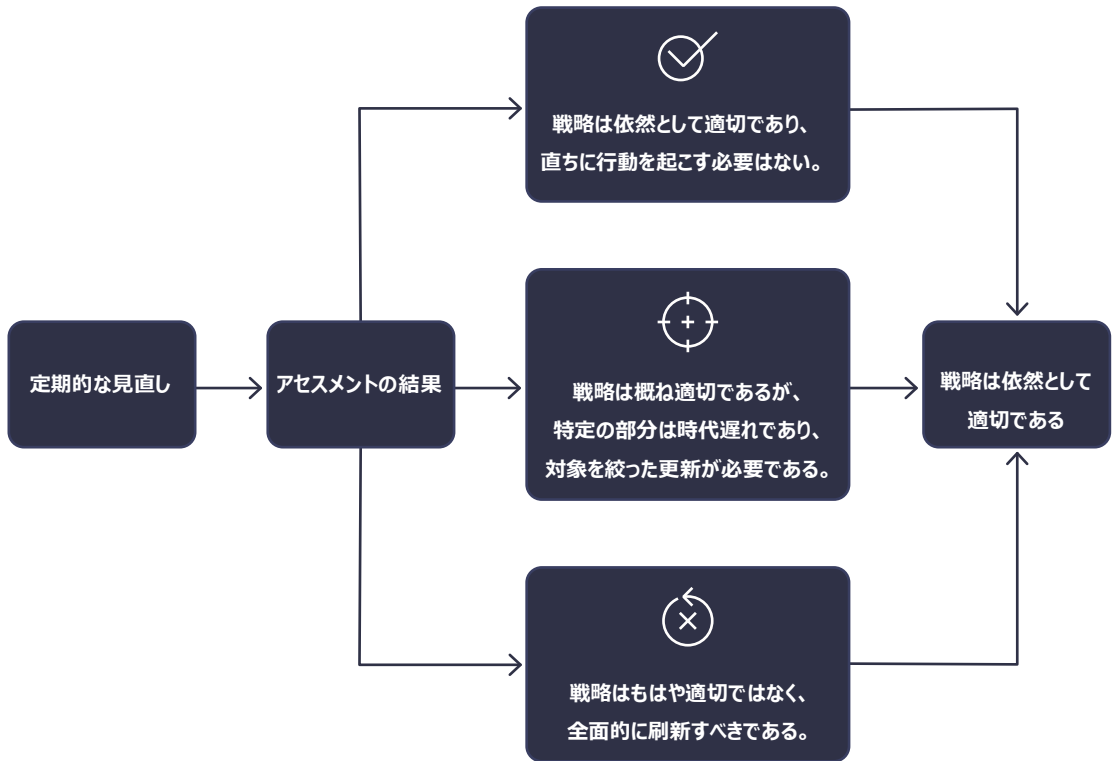 戦略は依然として適切であり、
直ちに行動を起こす必要はない。
定期的な見直し
アセスメントの結果
戦略は概ね適切であるが、
特定の部分は時代遅れであり、
対象を絞った更新が必要である。
戦略は依然として
適切である
戦略はもはや適切ではなく、
全面的に刷新すべきである。